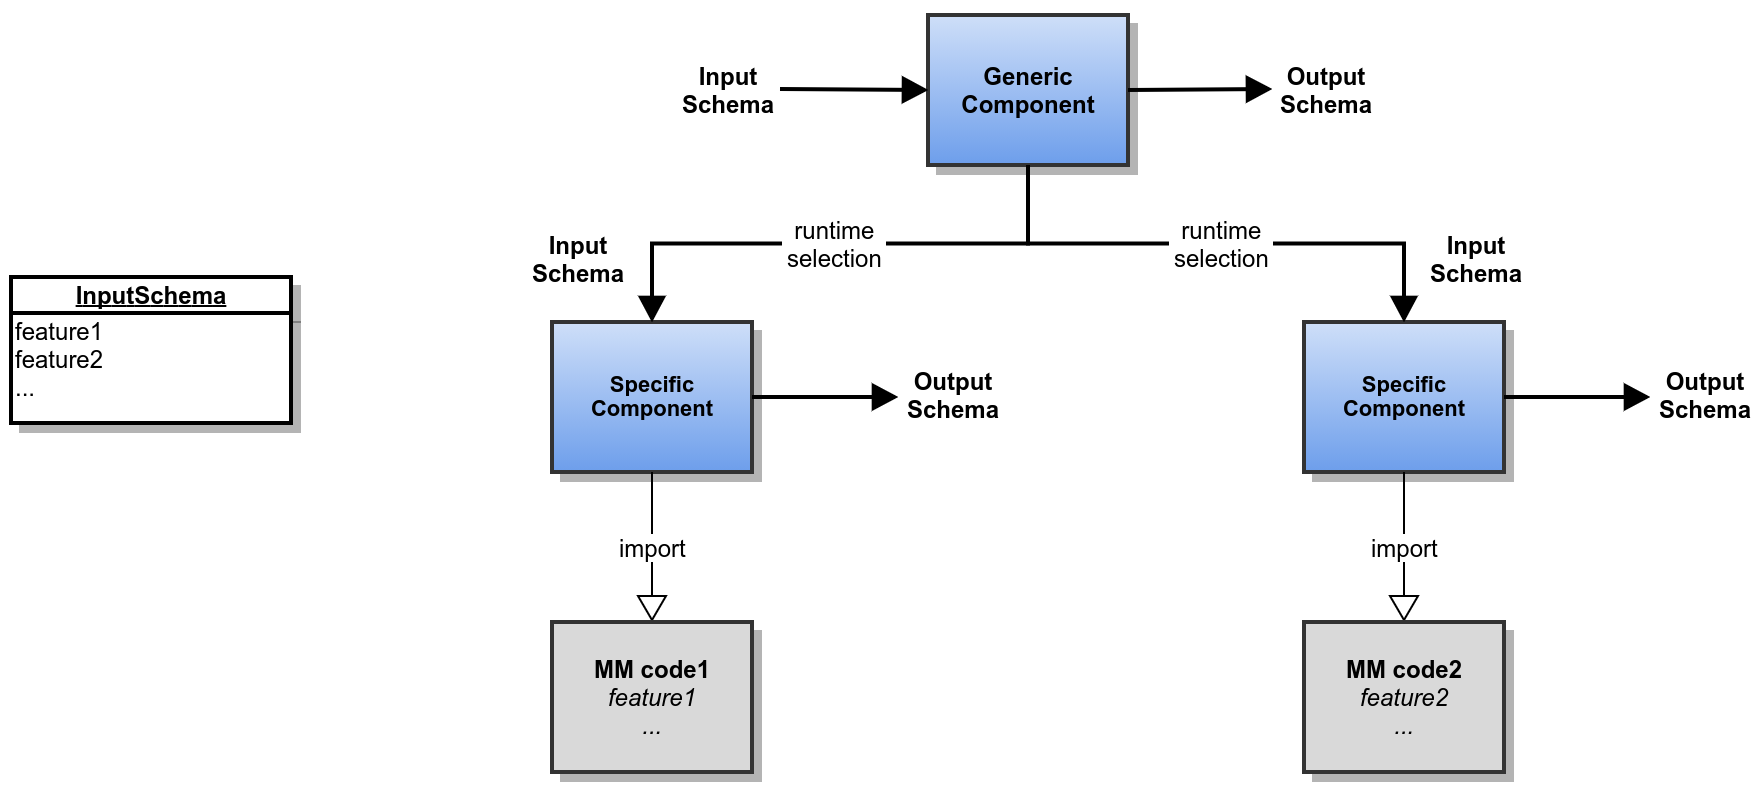 Input
Schema
Generic
Component
Output
Schema
runtime
selection
runtime
selection
Input
Schema
Input
Schema
InputSchema
feature1
feature2
...
Specific
Component
Output
Schema
Specific
Component
Output
Schema
import
import
MM code1
feature1
...
MM code2
feature2
...